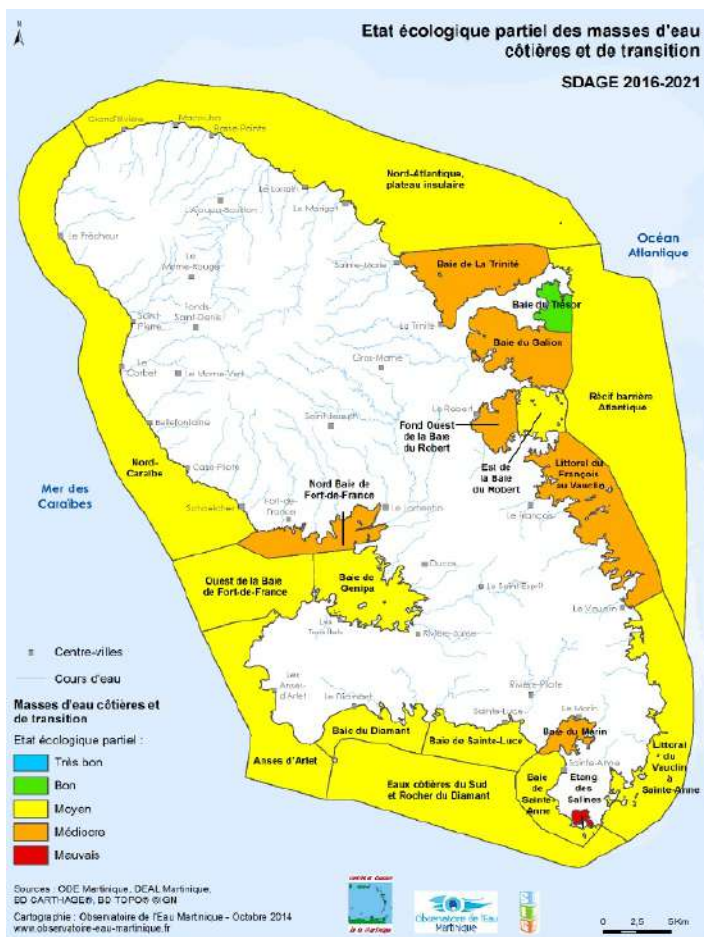 N
Etat écologique partiel des masses d'eau
côtières et de transition
SDAGE 2016-2021
Grand'Rivière
Macouba
Basse-Pointe
Nord-Atlantique,
plateau insulaire
Le Lorrain
L'Ajoupa-Bouillon
Le Marigot
Le Prêcheur
Océan
Atlantique
Le
Morne-Rouge
Sainte-Marie
Baie de La Trinité
Baie du Trésor
Saint-
Pierre
Fonds-
Saint-Denis
La Trinité
Baie du Galion
Gros-Morne
Le
Carbet
Le Morne-Vert
Récif barrière
Atlantique
Le Robert
Bellefontaine
Saint-Joseph
Fond Ouest
de la Baie
du Robert
Est de
la Baie
du Robert
Littoral du
François
au Vauclin
Nord-
Caraïbe
Case-Pilote
Nord Baie de
Fort-de-France
Mer des
Caraïbes
Schoelcher
Fort-de-
France
Le Lamentin
Le François
Ouest de la Baie
de Fort-de-France
Baie de
Génipa
Ducos
Le Saint-Esprit
Le Vauclin
Les
Trois-Ilets
Rivière-Salée
Centre-villes
Cours d'eau
Les
Anses-
d'Arlet
Le Diamant
Rivière-Pilote
Sainte-Luce
Le Marin
Masses d'eau côtières et
de transition
Etat écologique partiel :
Très bon
Bon
Moyen
Médiocre
Mauvais
Baie du Diamant
Baie de Sainte-Luce
Baie du Marin
Anses d'Arlet
Eaux côtières du Sud
et Rocher du Diamant
Baie
de
Sainte-
Anne
Sainte-Anne
Etang
des
Salines
Littoral
du
Vauclin
à
Sainte-Anne
Sources : ODE Martinique, DEAL Martinique,
BD CARTHAGE®, BD TOPO® IGN
Cartographie : Observatoire de l'Eau Martinique - Octobre 2014
www.observatoire-eau-martinique.fr
de la Martinique
Observatoire de l'Eau
Martinique
0 2,5 5Km